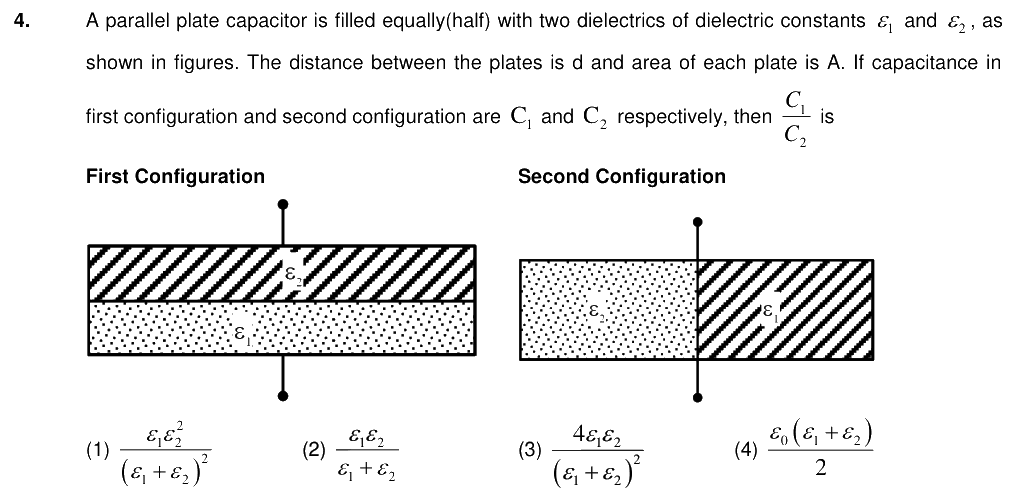 4. A parallel plate capacitor is filled equally(half) with two dielectrics of dielectric constants ε₁ and ε₂, as
shown in figures. The distance between the plates is d and area of each plate is A. If capacitance in
first configuration and second configuration are C₁ and C₂ respectively, then C₁/C₂ is
First Configuration Second Configuration
ε₂
ε₁
ε₂ ε₁
(1) ε₁ε₂²/(ε₁ + ε₂)² (2) ε₁ε₂/(ε₁ + ε₂) (3) 4ε₁ε₂/(ε₁ + ε₂)² (4) ε₀(ε₁ + ε₂)/2